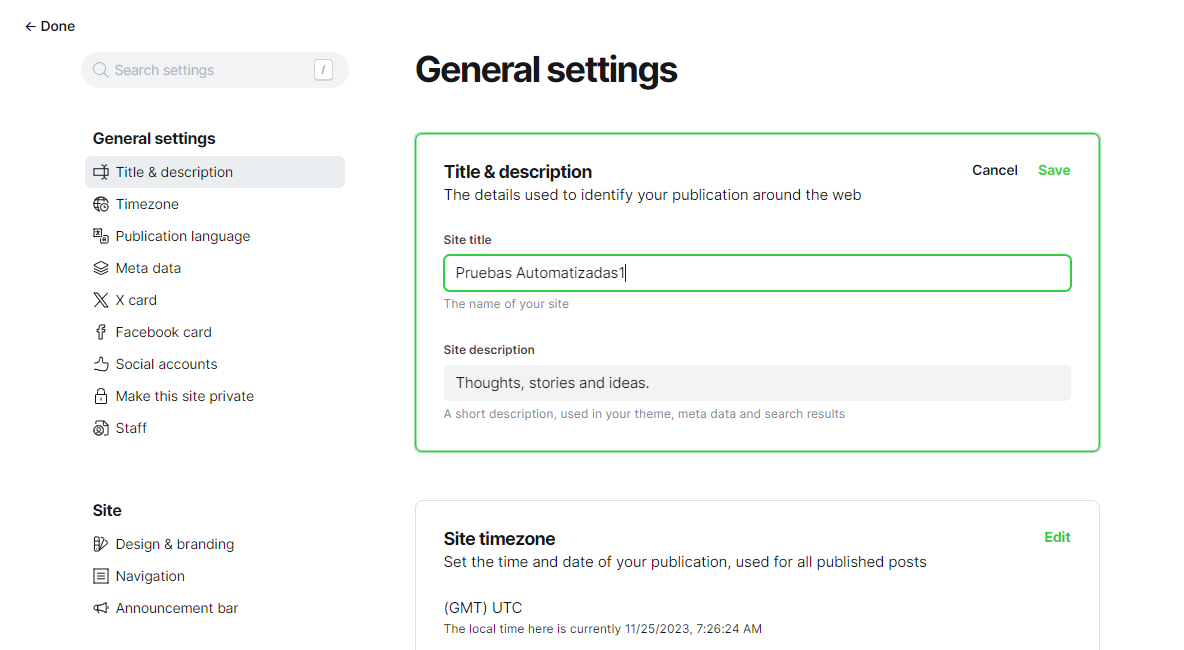 ← Done
Search settings /
General settings
Title & description
Timezone
Publication language
Meta data
X card
Facebook card
Social accounts
Make this site private
Staff
Site
Design & branding
Navigation
Announcement bar
General settings
Title & description
Cancel Save
The details used to identify your publication around the web
Site title
Pruebas Automatizadas1
The name of your site
Site description
Thoughts, stories and ideas.
A short description, used in your theme, meta data and search results
Site timezone
Edit
Set the time and date of your publication, used for all published posts
(GMT) UTC
The local time here is currently 11/25/2023, 7:26:24 AM